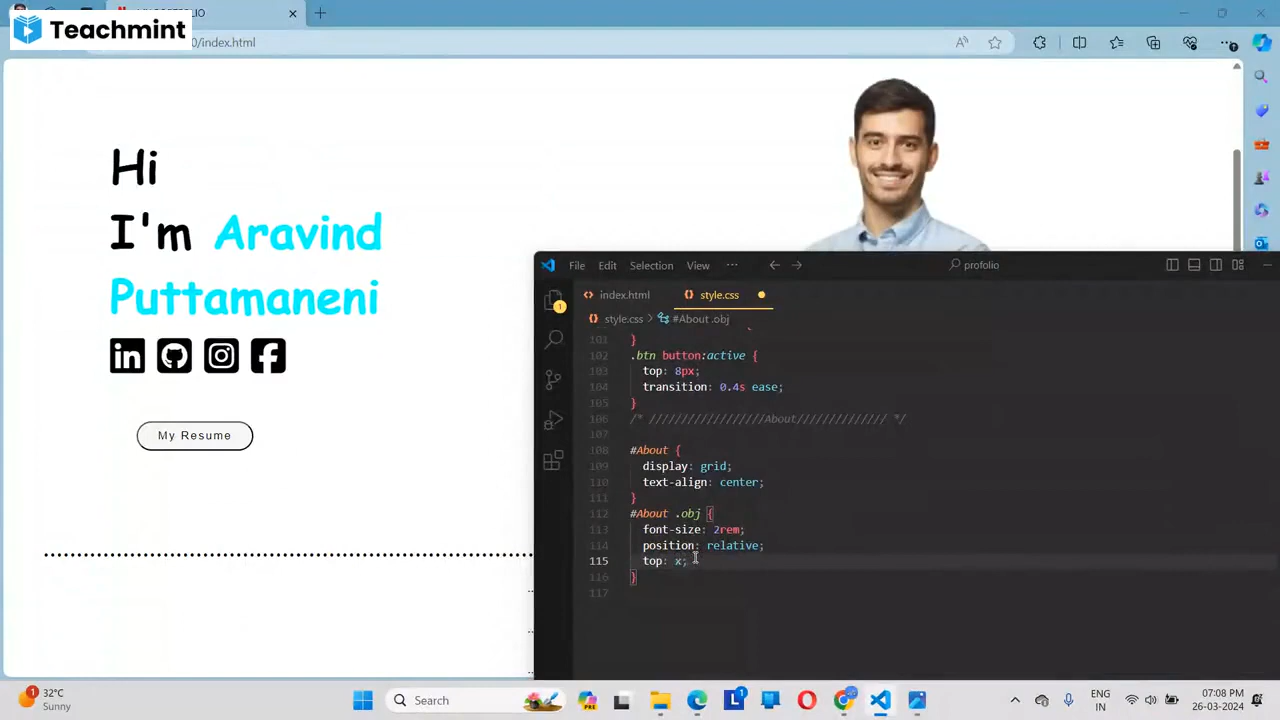 Teachmint
0/index.html
Hi
I'm Aravind
Puttamaneni
My Resume
File Edit Selection View ··· profolio
index.html style.css
style.css > #About .obj
101 }
102 .btn button:active {
103 top: 8px;
104 transition: 0.4s ease;
105 }
106 /* //////////////////About////////////// */
107
108 #About {
109 display: grid;
110 text-align: center;
111 }
112 #About .obj {
113 font-size: 2rem;
114 position: relative;
115 top: x;
116 }
117
32°C
Sunny
Search
ENG
IN
07:08 PM
26-03-2024